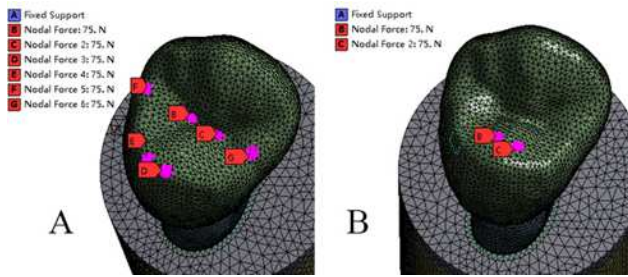 A Fixed Support
B Nodal Force: 75, N
C Nodal Force 2: 75, N
D Nodal Force 3: 75, N
E Nodal Force 4: 75, N
F Nodal Force 5: 75, N
G Nodal Force 6: 75, N
F
B
C
E
G
D
A
A Fixed Support
B Nodal Force: 75, N
C Nodal Force 2: 75, N
B
C
B